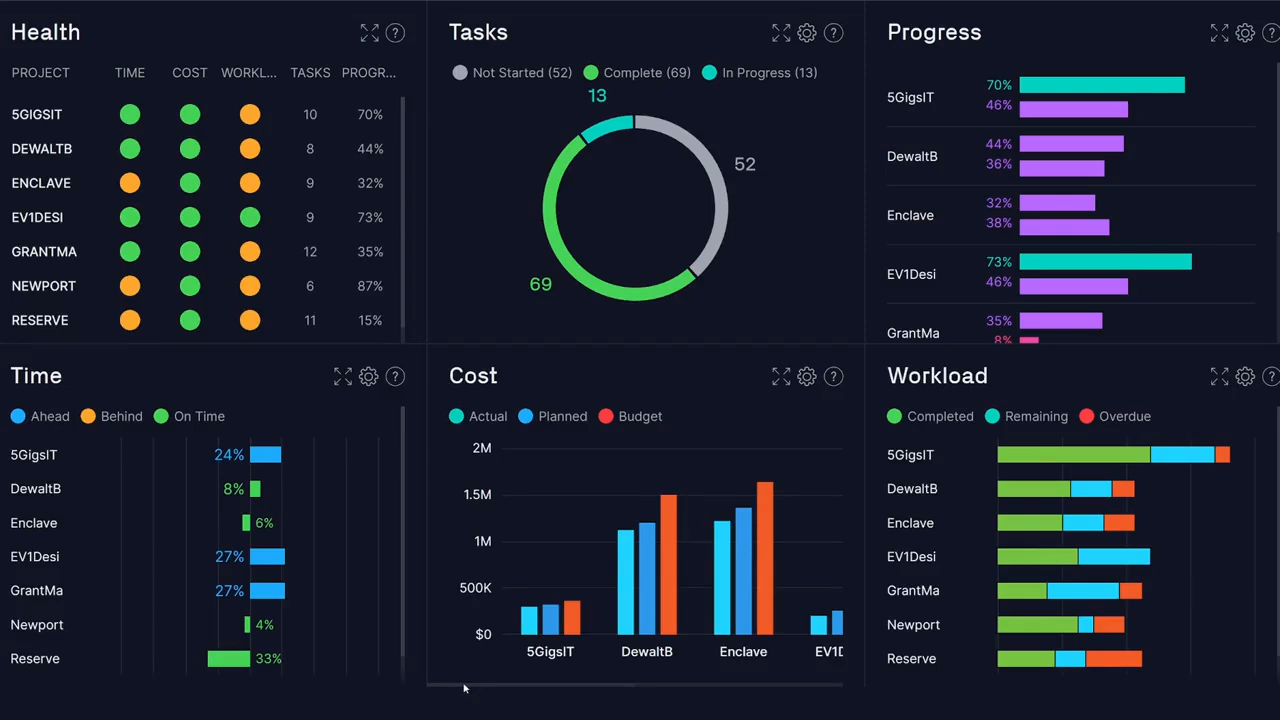 Health
PROJECT TIME COST WORKL... TASKS PROGR...
5GIGSIT 10 70%
DEWALTB 8 44%
ENCLAVE 9 32%
EV1DESI 9 73%
GRANTMA 12 35%
NEWPORT 6 87%
RESERVE 11 15%
Tasks
Not Started (52) Complete (69) In Progress (13)
13
52
69
Progress
5GigsIT 70%
46%
DewaltB 44%
36%
Enclave 32%
38%
EV1Desi 73%
46%
GrantMa 35%
8%
Time
Ahead Behind On Time
5GigsIT 24%
DewaltB 8%
Enclave 6%
EV1Desi 27%
GrantMa 27%
Newport 4%
Reserve 33%
Cost
Actual Planned Budget
2M
1.5M
1M
500K
$0
5GigsIT DewaltB Enclave EV1D
Workload
Completed Remaining Overdue
5GigsIT
DewaltB
Enclave
EV1Desi
GrantMa
Newport
Reserve